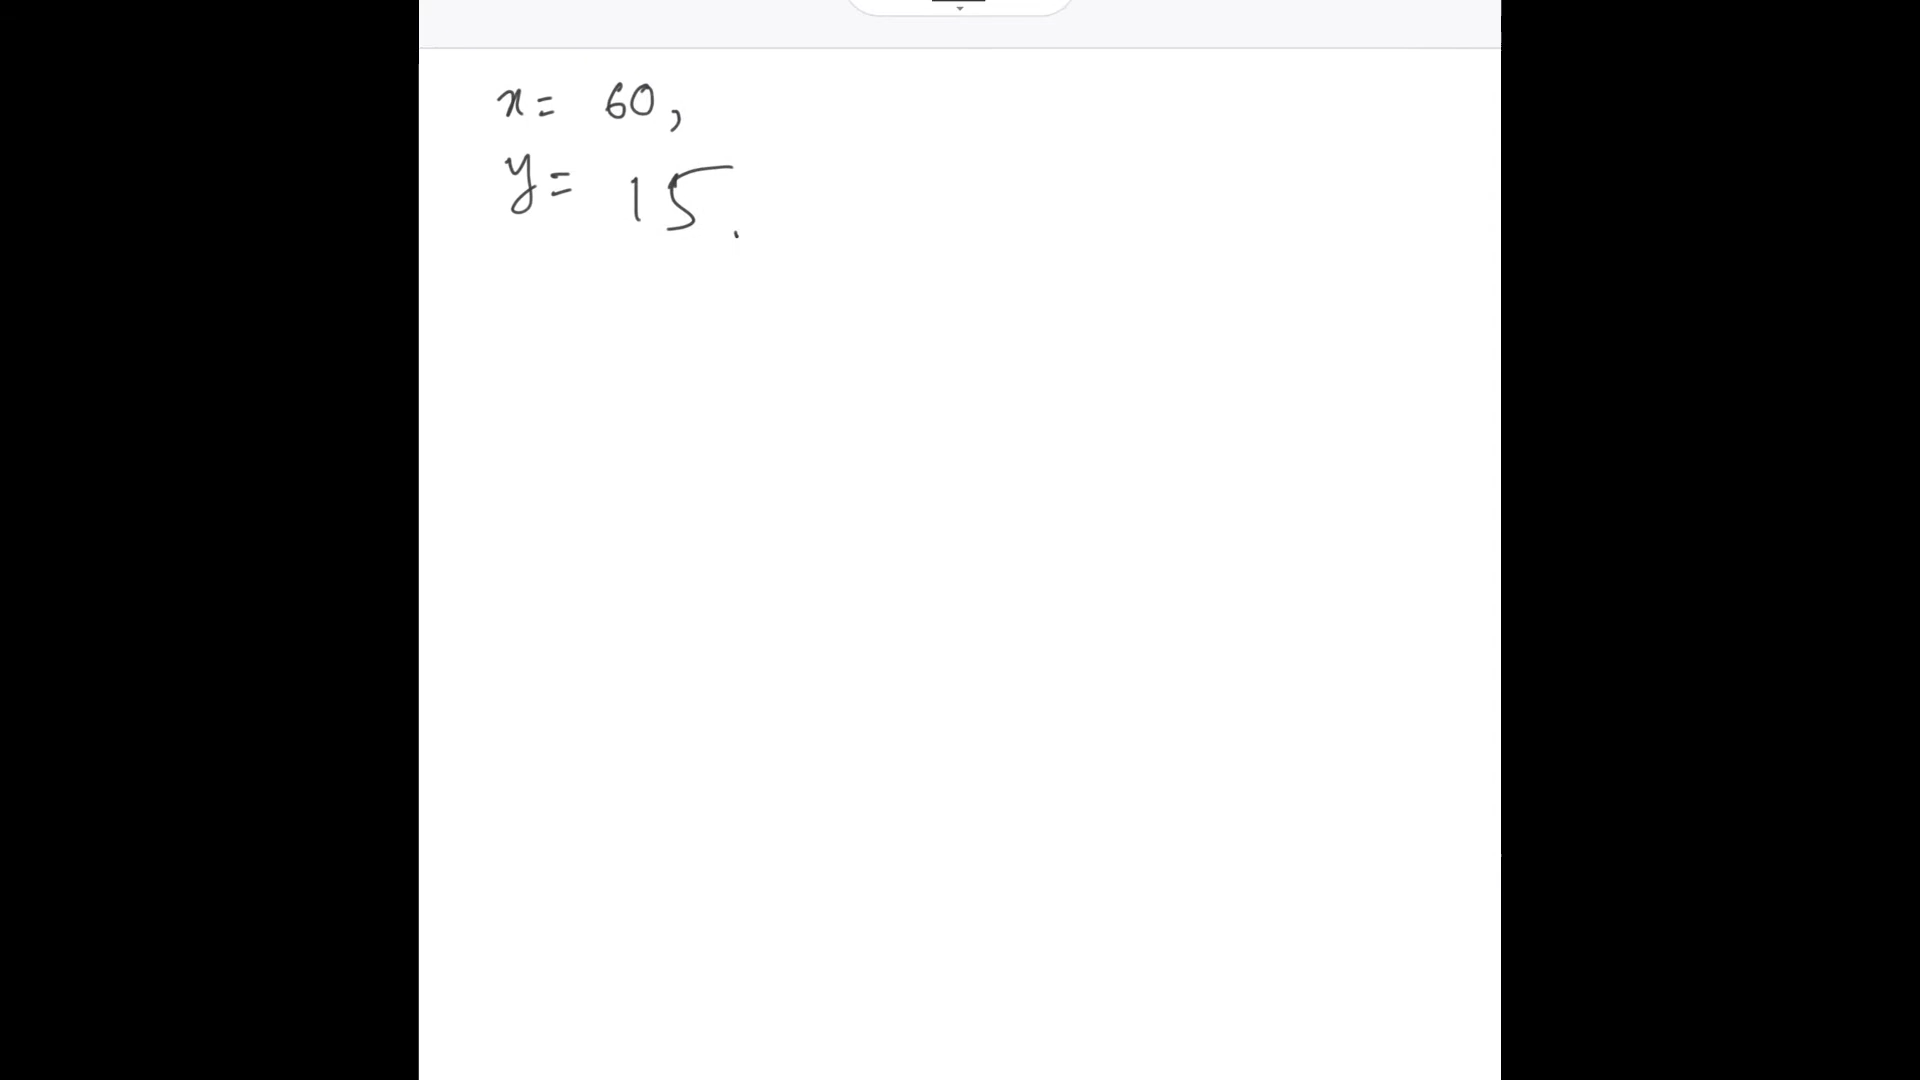 x= 60,
y= 15.